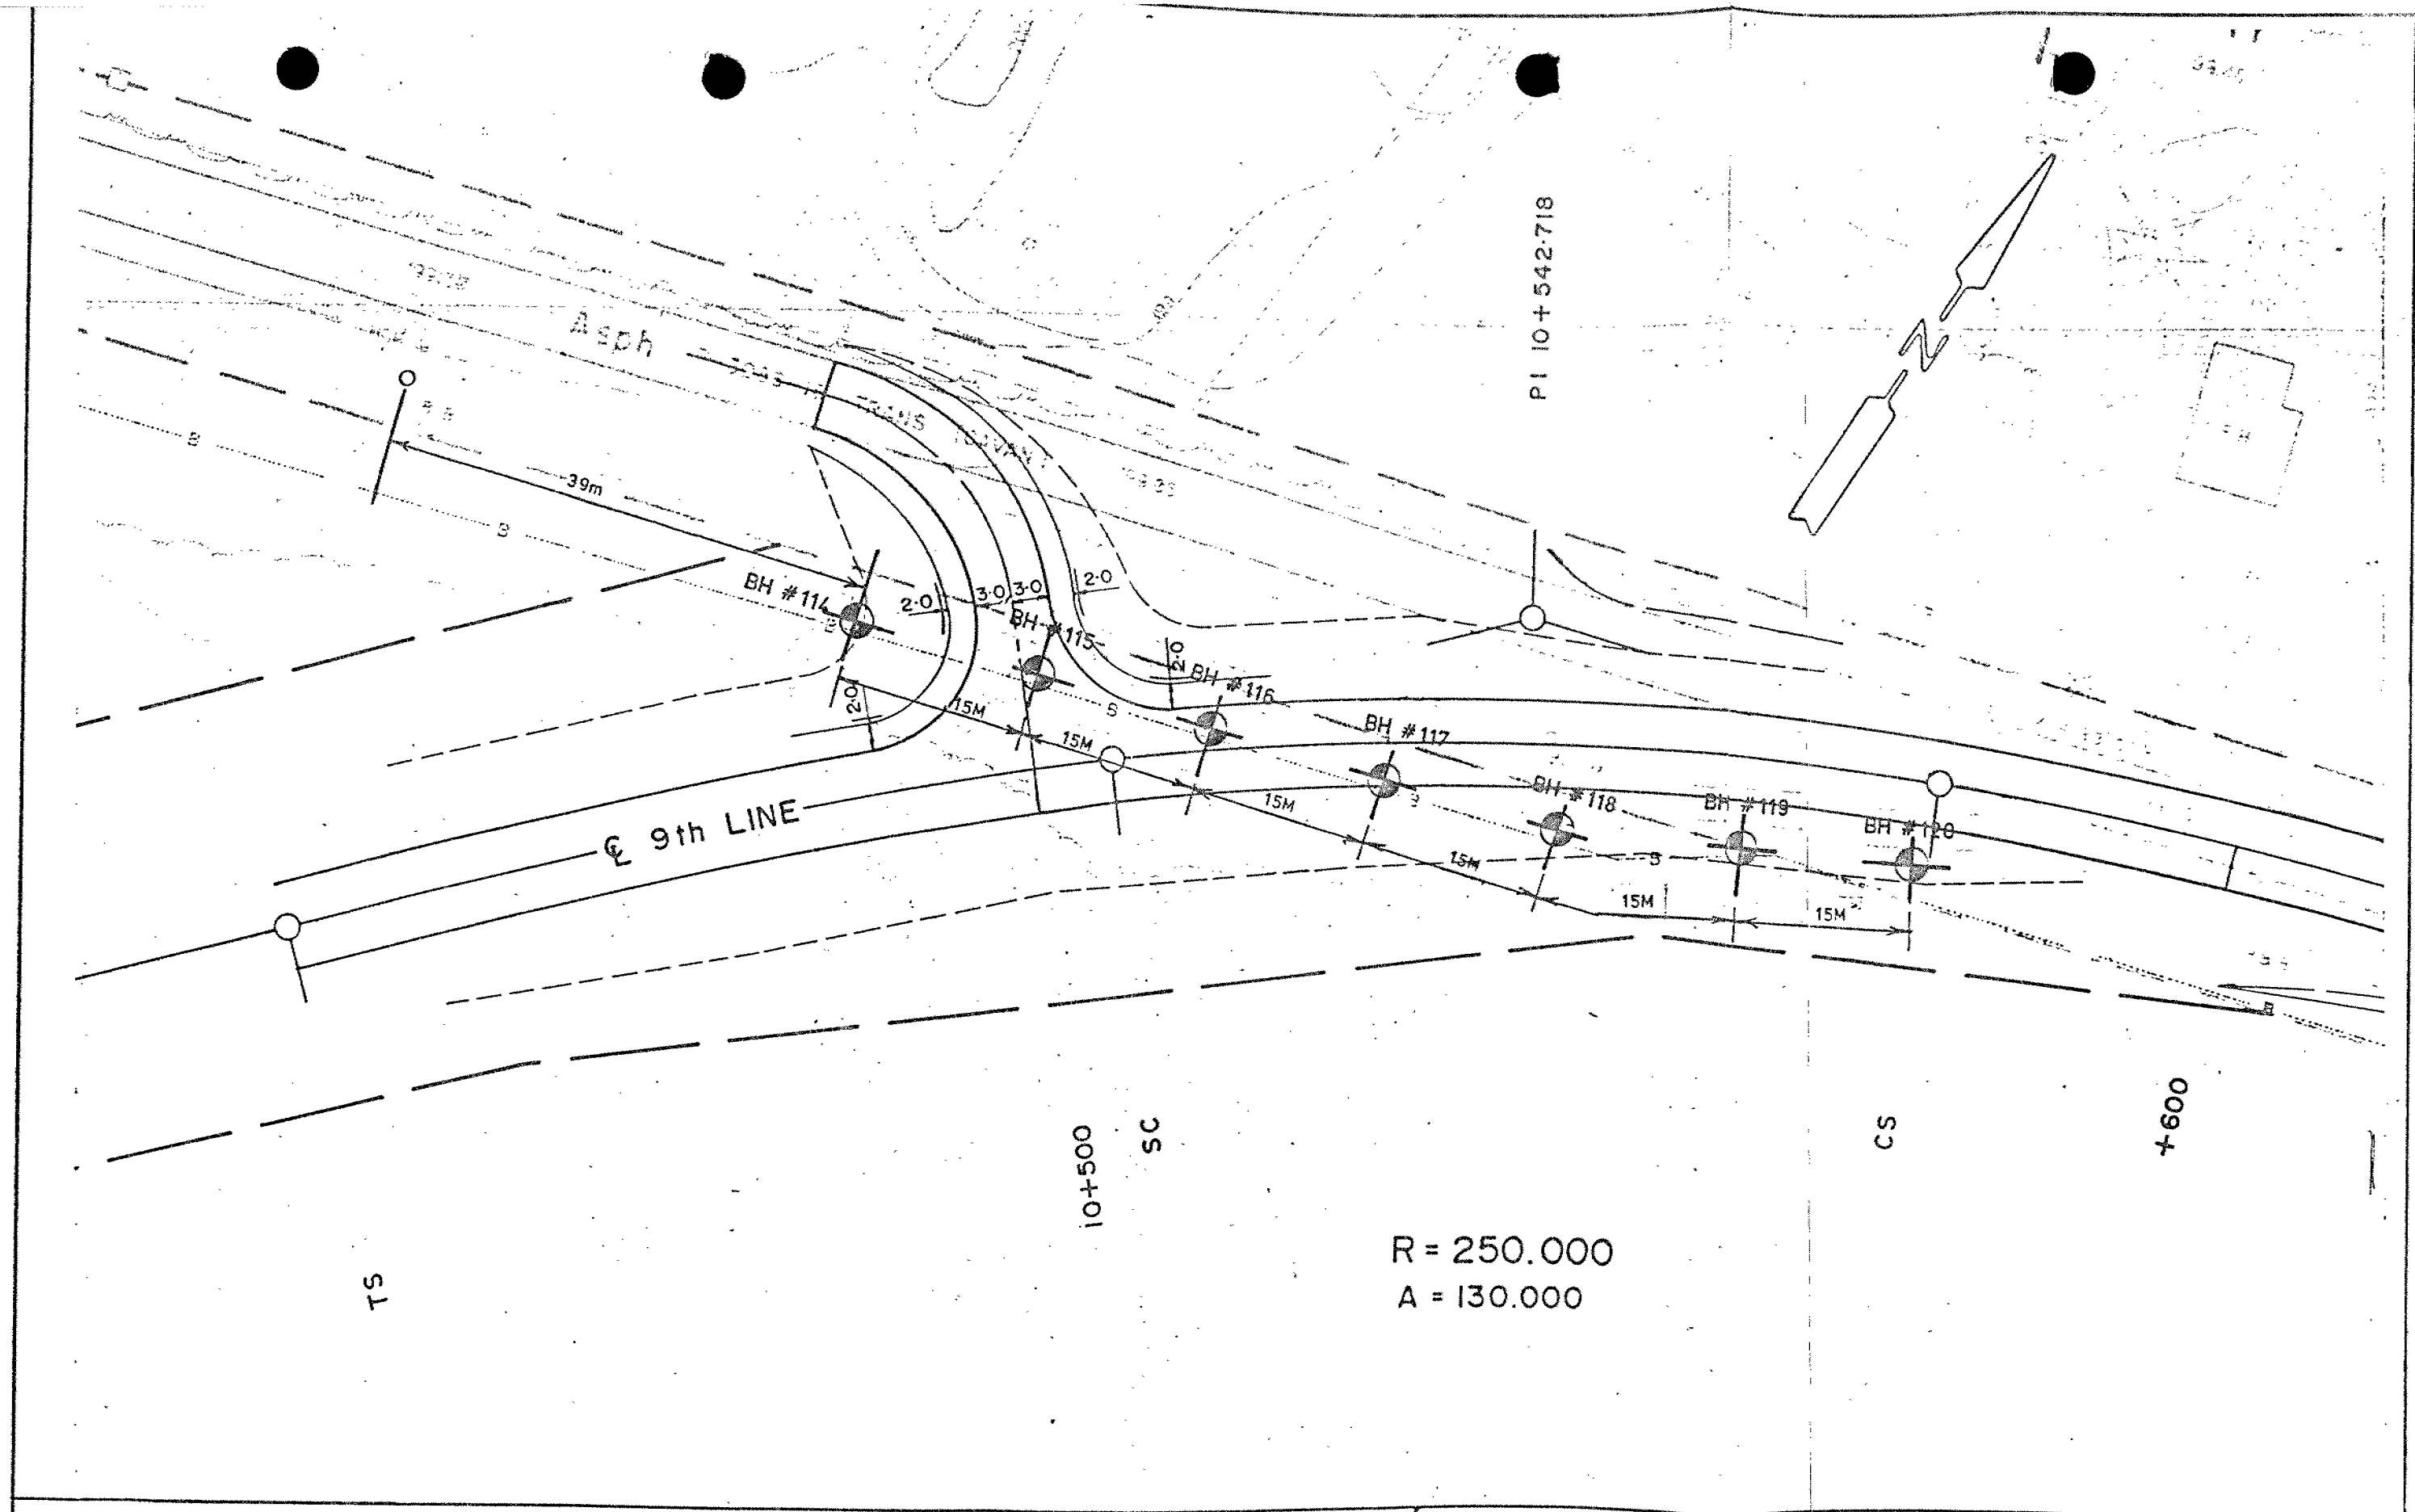 PI 10+542.718
N
Asph
TRANS
39m
BH #114
2.0
3.0
3.0
2.0
BH #115
2.0
BH #116
2.0
15M
15M
BH #117
15M
BH #118
BH #119
BH #120
15M
15M
15M
B
B
B
S
S
℄ 9th LINE
10+500
SC
CS
+600
TS
R = 250.000
A = 130.000